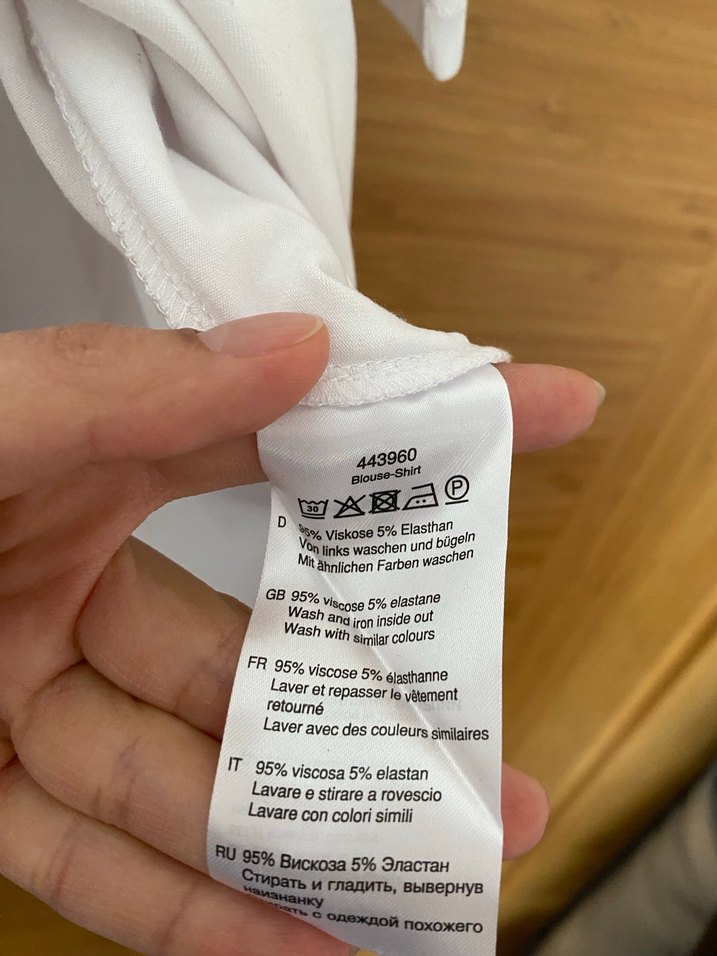 443960
Blouse-Shirt
30 P
D 95% Viskose 5% Elasthan
Von links waschen und bügeln
Mit ähnlichen Farben waschen
GB 95% viscose 5% elastane
Wash and iron inside out
Wash with similar colours
FR 95% viscose 5% élasthanne
Laver et repasser le vêtement
retourné
Laver avec des couleurs similaires
IT 95% viscosa 5% elastan
Lavare e stirare a rovescio
Lavare con colori simili
RU 95% Вискоза 5% Эластан
Стирать и гладить, вывернув
наизнанку
с одеждой похожего